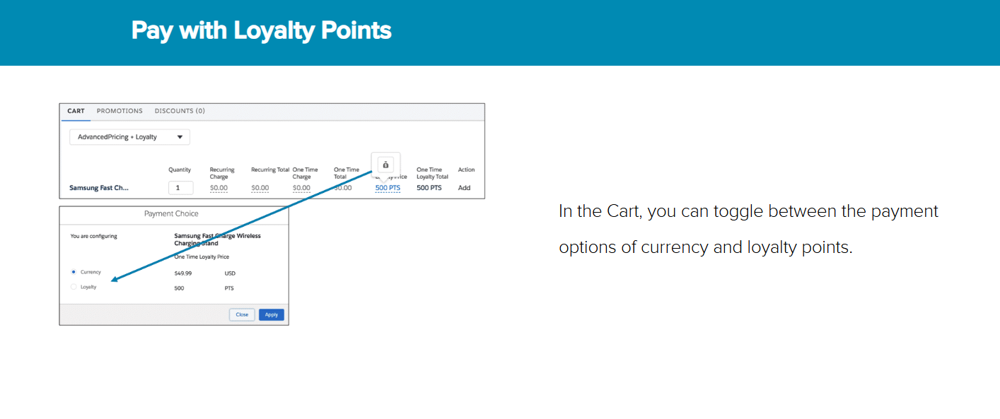 Pay with Loyalty Points
CART PROMOTIONS DISCOUNTS (0)
AdvancedPricing + Loyalty
Quantity Recurring Charge Recurring Total One Time Charge One Time Total One Time Loyalty Total Action
Samsung Fast Ch... 1 $0.00 $0.00 $0.00 $0.00 500 PTS 500 PTS Add
Payment Choice
You are configuring Samsung Fast Charge Wireless
Charging Stand
One Time Loyalty Price
Currency $49.99 USD
Loyalty 500 PTS
Close Apply
In the Cart, you can toggle between the payment
options of currency and loyalty points.